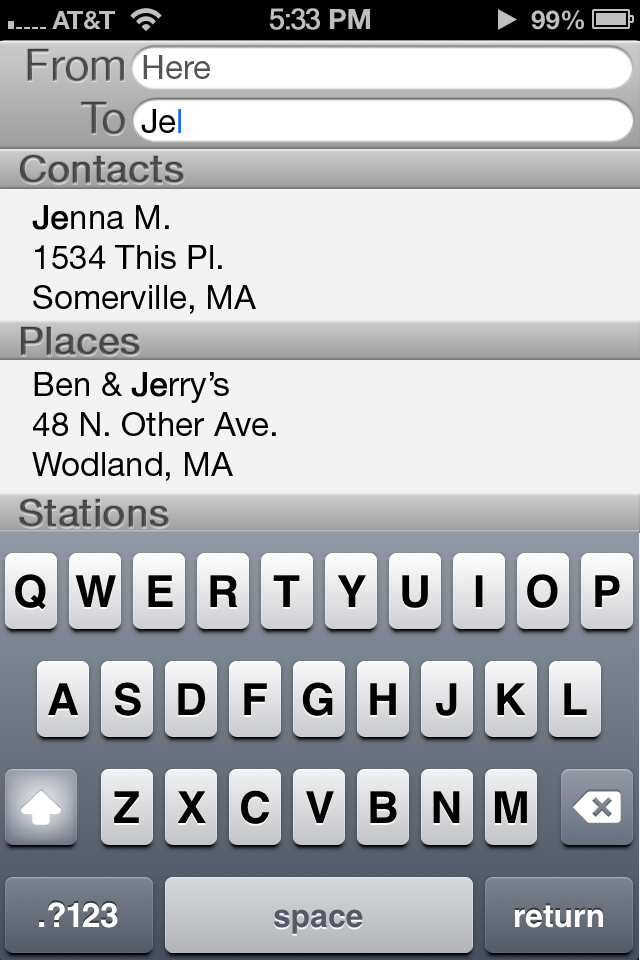 AT&T 5:33 PM 99%
From Here
To Je
Contacts
Jenna M.
1534 This Pl.
Somerville, MA
Places
Ben & Jerry’s
48 N. Other Ave.
Wodland, MA
Stations
Q W E R T Y U I O P
A S D F G H J K L
Z X C V B N M
.?123 space return